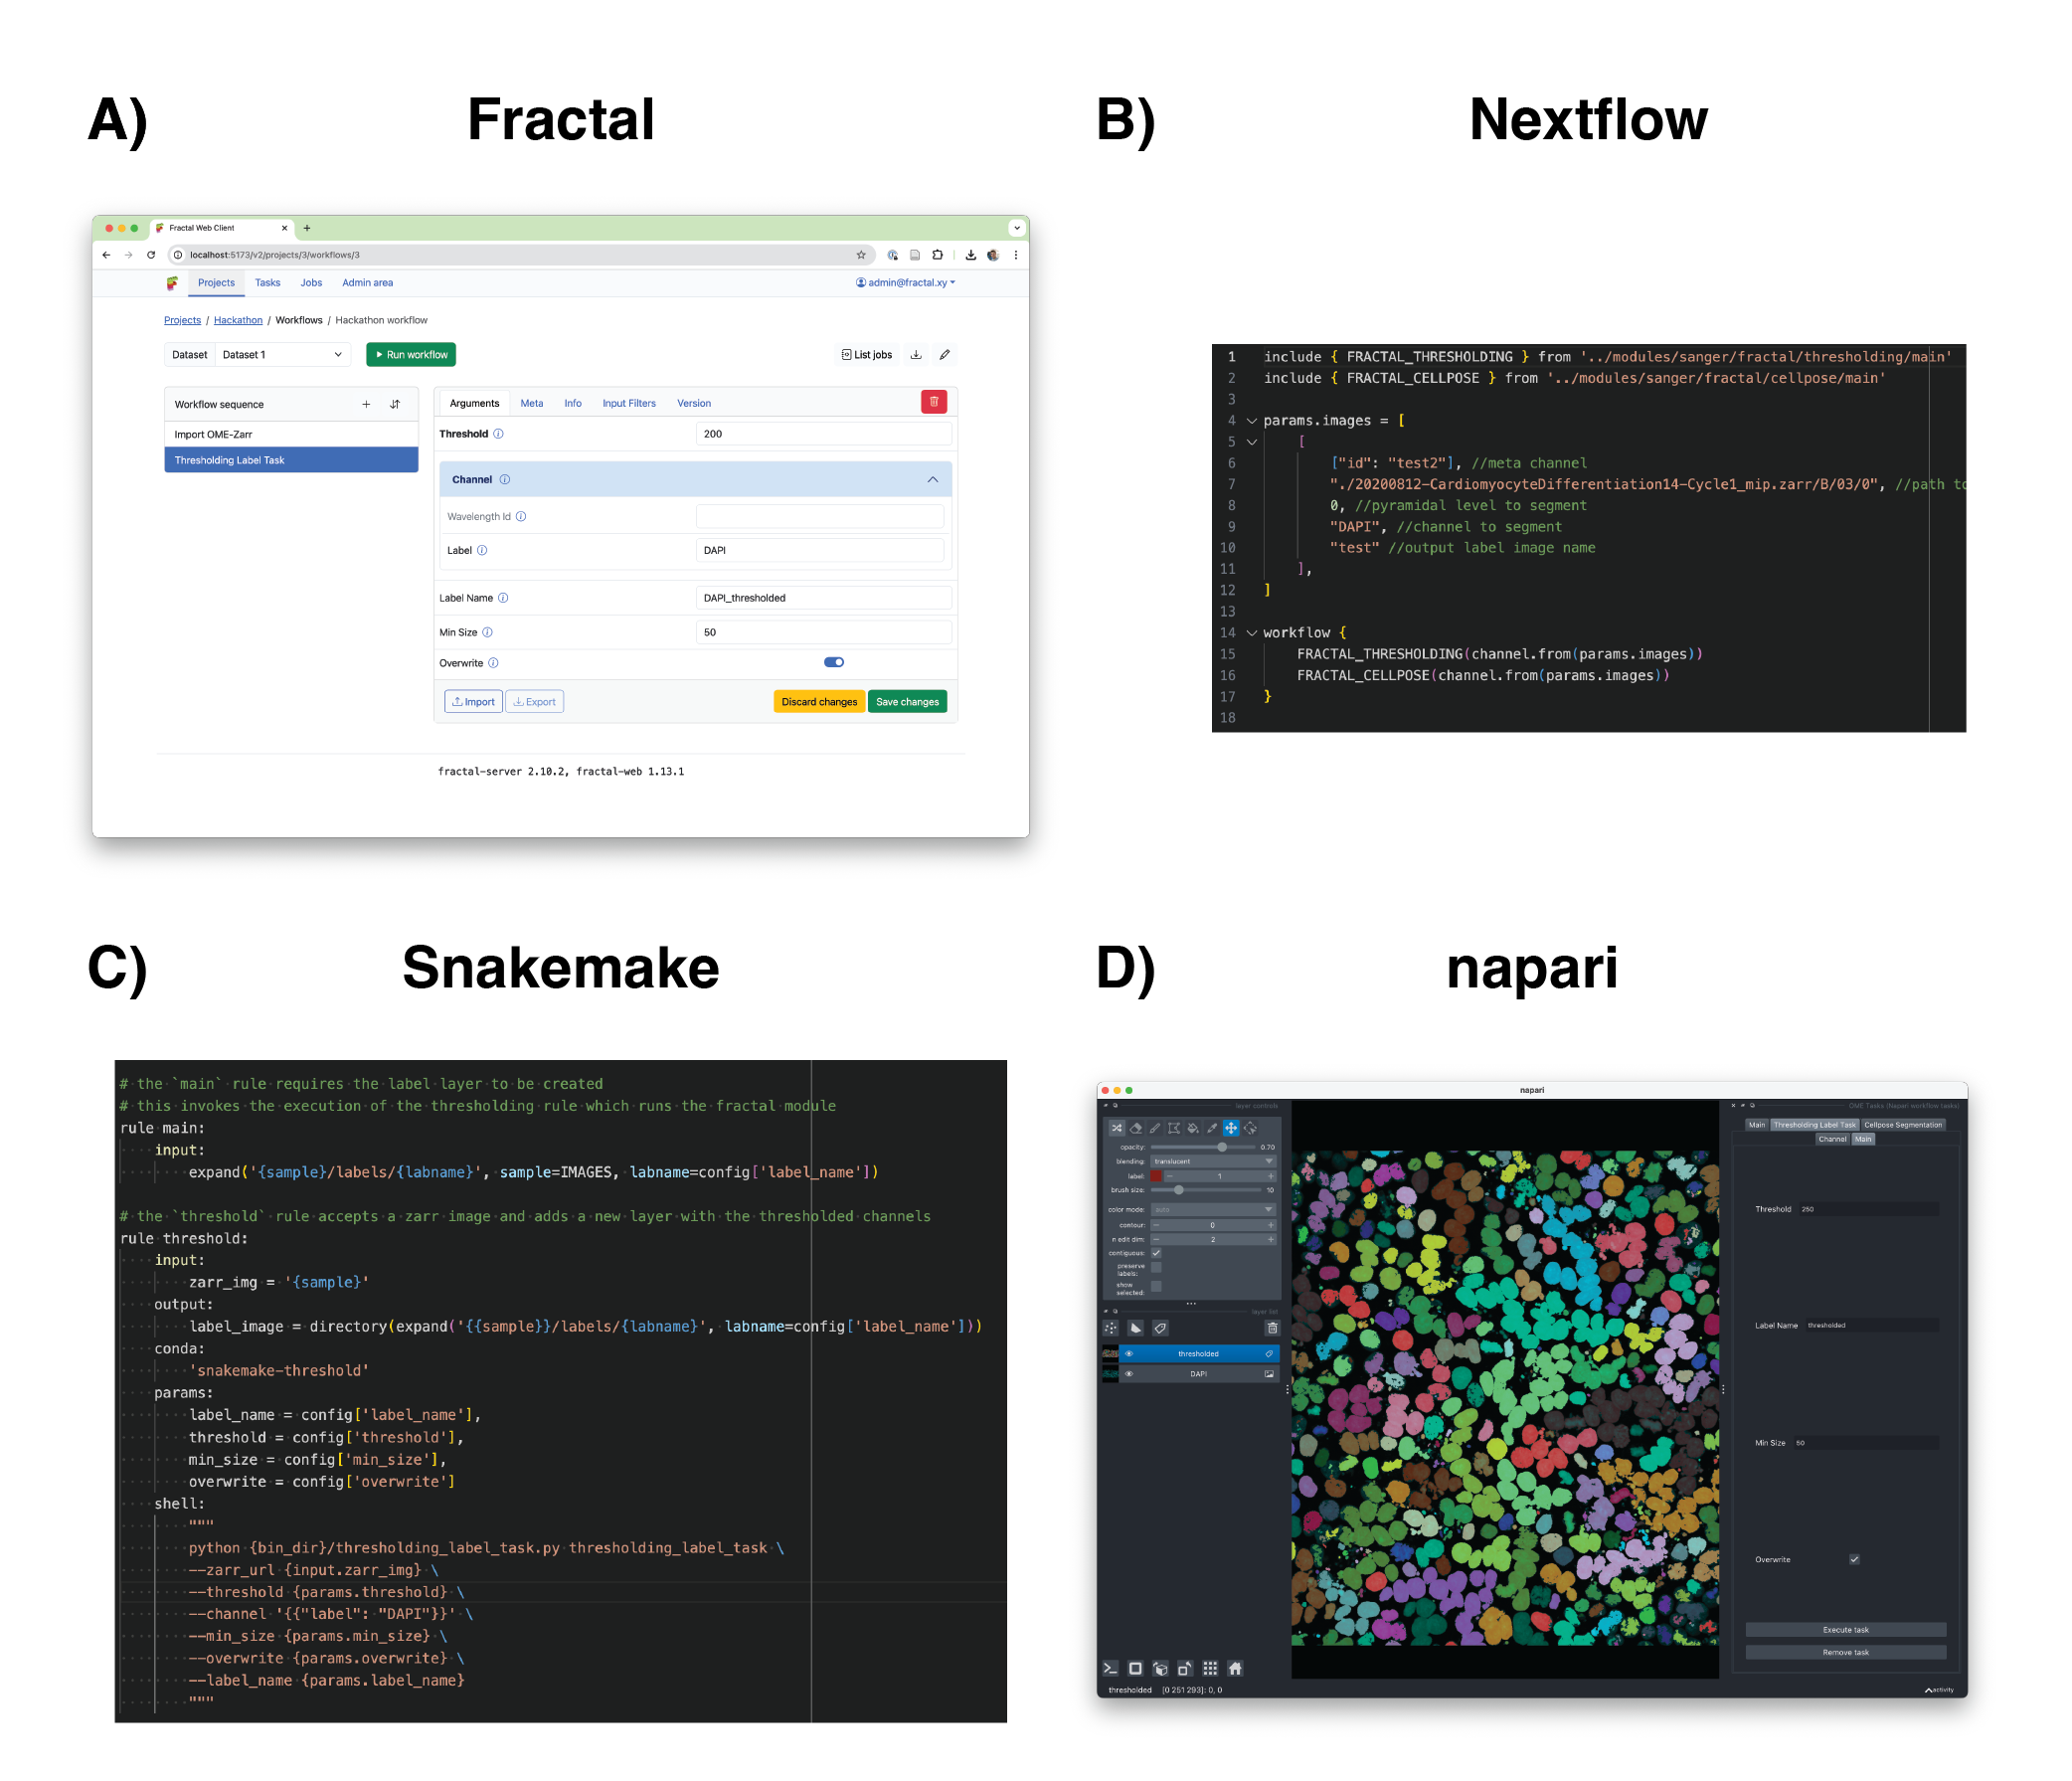 A) Fractal
Fractal Web Client
localhost:5173/v2/projects/3/workflows/3
Projects Tasks Jobs Admin area admin@fractal.xy
Projects / Hackathon / Workflows / Hackathon workflow
Dataset Dataset 1 Run workflow List jobs
Workflow sequence
Import OME-Zarr
Thresholding Label Task
Arguments Meta Info Input Filters Version
Threshold 200
Channel
Wavelength Id
Label DAPI
Label Name DAPI_thresholded
Min Size 50
Overwrite
Import Export Discard changes Save changes
fractal-server 2.10.2, fractal-web 1.13.1
B) Nextflow
1 include { FRACTAL_THRESHOLDING } from '../modules/sanger/fractal/thresholding/main'
2 include { FRACTAL_CELLPOSE } from '../modules/sanger/fractal/cellpose/main'
3
4 params.images = [
5 [
6 ["id": "test2"], //meta channel
7 "./20200812-CardiomyocyteDifferentiation14-Cycle1_mip.zarr/B/03/0", //path to
8 0, //pyramidal level to segment
9 "DAPI", //channel to segment
10 "test" //output label image name
11 ],
12 ]
13
14 workflow {
15 FRACTAL_THRESHOLDING(channel.from(params.images))
16 FRACTAL_CELLPOSE(channel.from(params.images))
17 }
18
C) Snakemake
# the `main` rule requires the label layer to be created
# this invokes the execution of the thresholding rule which runs the fractal module
rule main:
input:
expand('{sample}/labels/{labname}', sample=IMAGES, labname=config['label_name'])
# the `threshold` rule accepts a zarr image and adds a new layer with the thresholded channels
rule threshold:
input:
zarr_img = '{sample}'
output:
label_image = directory(expand('{{sample}}/labels/{labname}', labname=config['label_name']))
conda:
'snakemake-threshold'
params:
label_name = config['label_name'],
threshold = config['threshold'],
min_size = config['min_size'],
overwrite = config['overwrite']
shell:
"""
python {bin_dir}/thresholding_label_task.py thresholding_label_task \
--zarr_url {input.zarr_img} \
--threshold {params.threshold} \
--channel '{{"label": "DAPI"}}' \
--min_size {params.min_size} \
--overwrite {params.overwrite} \
--label_name {params.label_name}
"""
D) napari
napari
layer controls
opacity: 0.70
blending: translucent
label: 1
brush size: 10
color mode: auto
contour: 0
n edit dim: 2
contiguous:
preserve
labels:
show
selected:
layer list
thresholded
DAPI
thresholded [0 251 293]: 0, 0
OME Tasks (Napari workflow tasks)
Main Thresholding Label Task Cellpose Segmentation
Channel Main
Threshold 250
Label Name thresholded
Min Size 50
Overwrite
Execute task
Remove task
activity